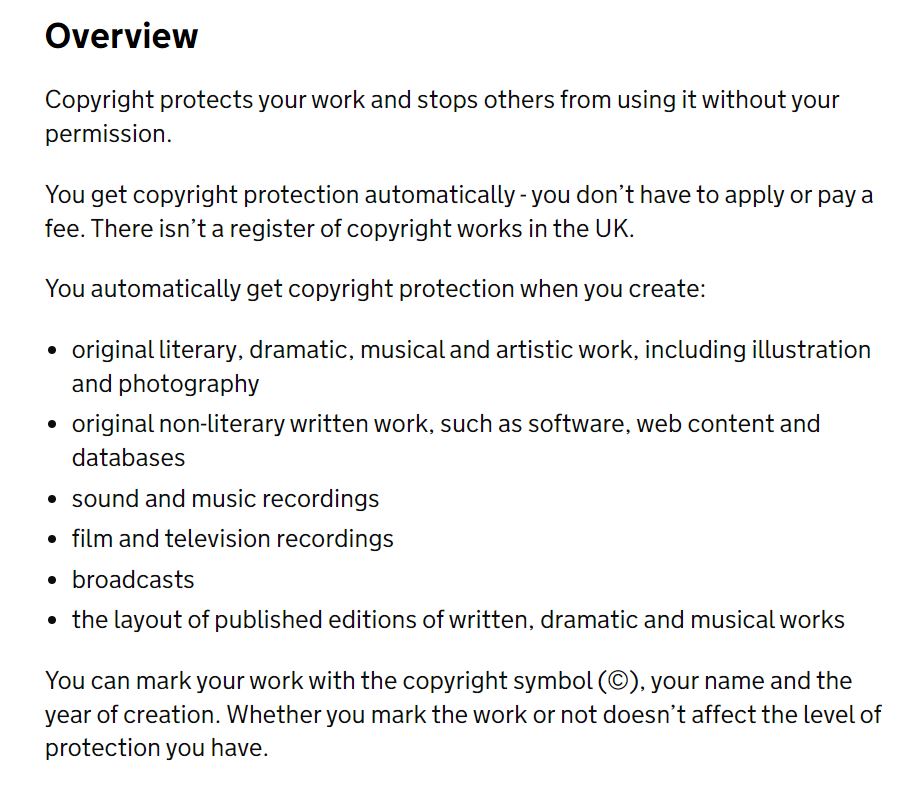 Overview
Copyright protects your work and stops others from using it without your
permission.
You get copyright protection automatically - you don’t have to apply or pay a
fee. There isn’t a register of copyright works in the UK.
You automatically get copyright protection when you create:
• original literary, dramatic, musical and artistic work, including illustration
and photography
• original non-literary written work, such as software, web content and
databases
• sound and music recordings
• film and television recordings
• broadcasts
• the layout of published editions of written, dramatic and musical works
You can mark your work with the copyright symbol (©), your name and the
year of creation. Whether you mark the work or not doesn’t affect the level of
protection you have.